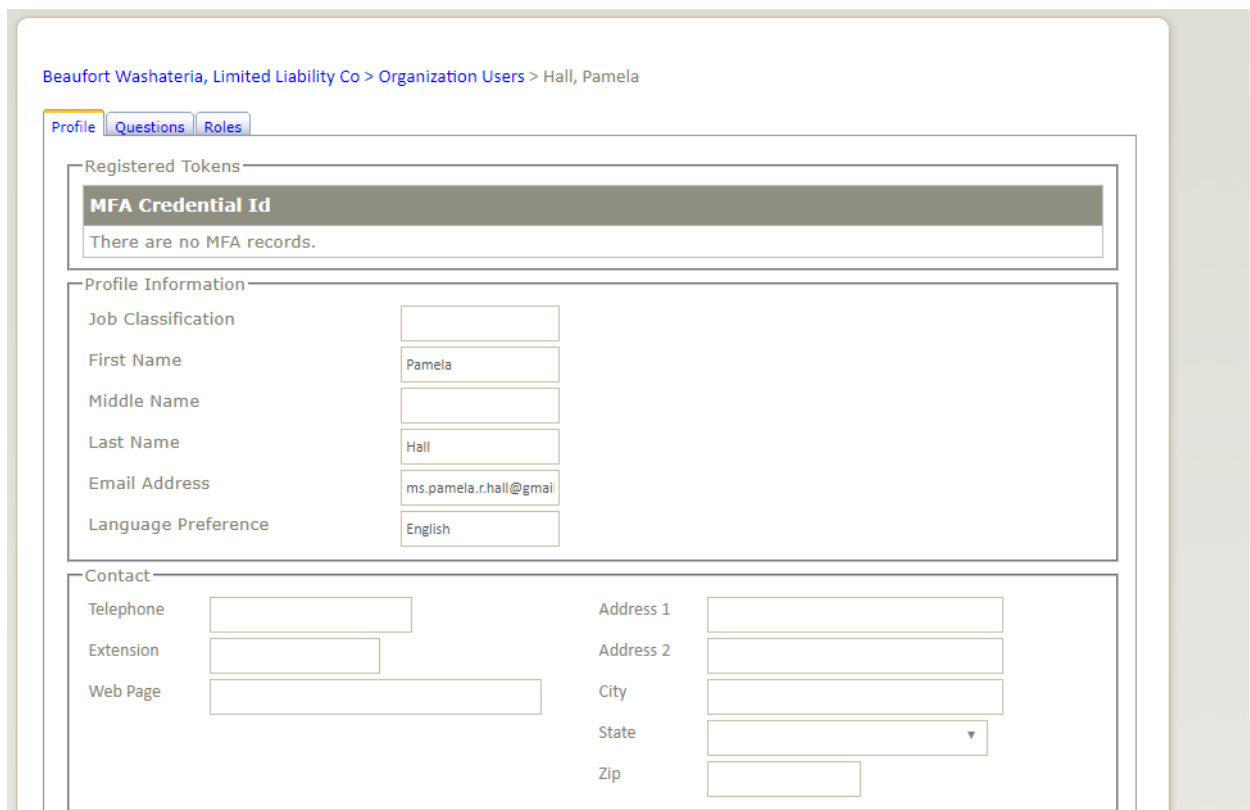 Beaufort Washateria, Limited Liability Co > Organization Users > Hall, Pamela
Profile Questions Roles
Registered Tokens
MFA Credential Id
There are no MFA records.
Profile Information
Job Classification
First Name Pamela
Middle Name
Last Name Hall
Email Address ms.pamela.r.hall@gmai
Language Preference English
Contact
Telephone Address 1
Extension Address 2
Web Page City
State
Zip